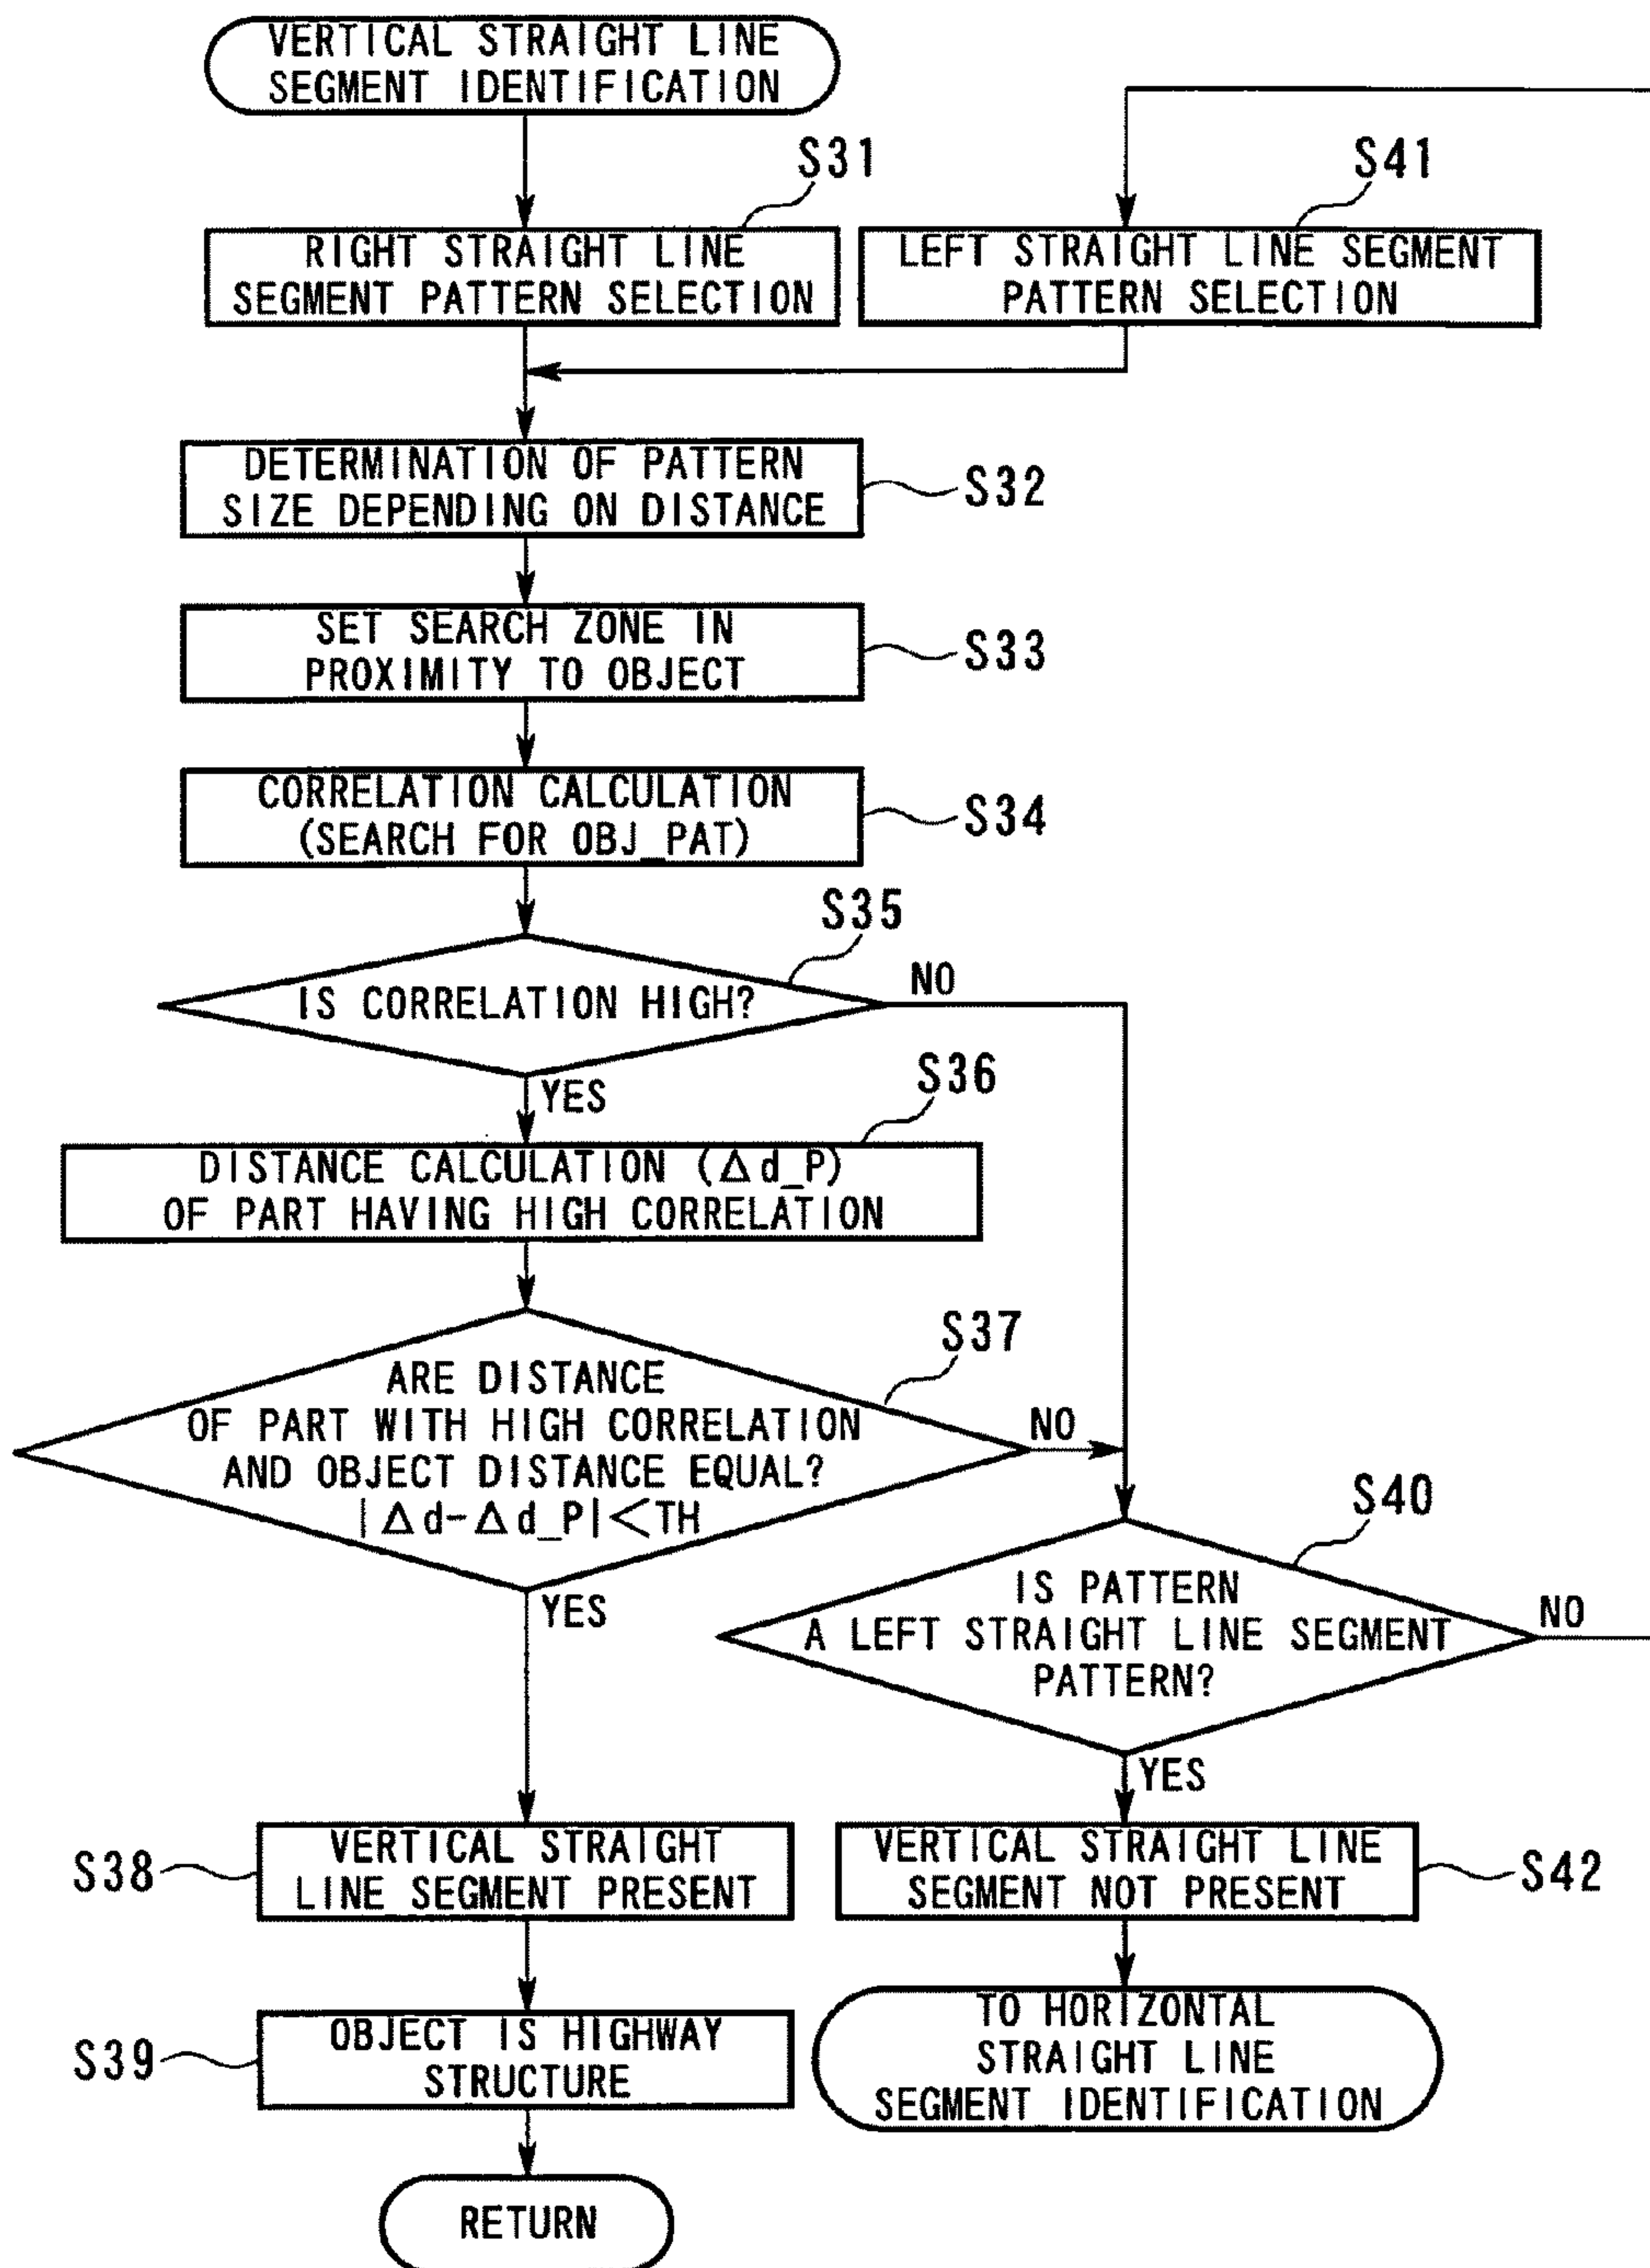 VERTICAL STRAIGHT LINE
SEGMENT IDENTIFICATION
S31
S41
RIGHT STRAIGHT LINE
SEGMENT PATTERN SELECTION
LEFT STRAIGHT LINE SEGMENT
PATTERN SELECTION
DETERMINATION OF PATTERN
SIZE DEPENDING ON DISTANCE
S32
SET SEARCH ZONE IN
PROXIMITY TO OBJECT
S33
CORRELATION CALCULATION
(SEARCH FOR OBJ_PAT)
S34
S35
IS CORRELATION HIGH?
NO
YES
S36
DISTANCE CALCULATION (Δd_P)
OF PART HAVING HIGH CORRELATION
S37
ARE DISTANCE
OF PART WITH HIGH CORRELATION
AND OBJECT DISTANCE EQUAL?
|Δd-Δd_P|<TH
NO
YES
S40
IS PATTERN
A LEFT STRAIGHT LINE SEGMENT
PATTERN?
NO
YES
S38
VERTICAL STRAIGHT
LINE SEGMENT PRESENT
VERTICAL STRAIGHT LINE
SEGMENT NOT PRESENT
S42
S39
OBJECT IS HIGHWAY
STRUCTURE
TO HORIZONTAL
STRAIGHT LINE
SEGMENT IDENTIFICATION
RETURN